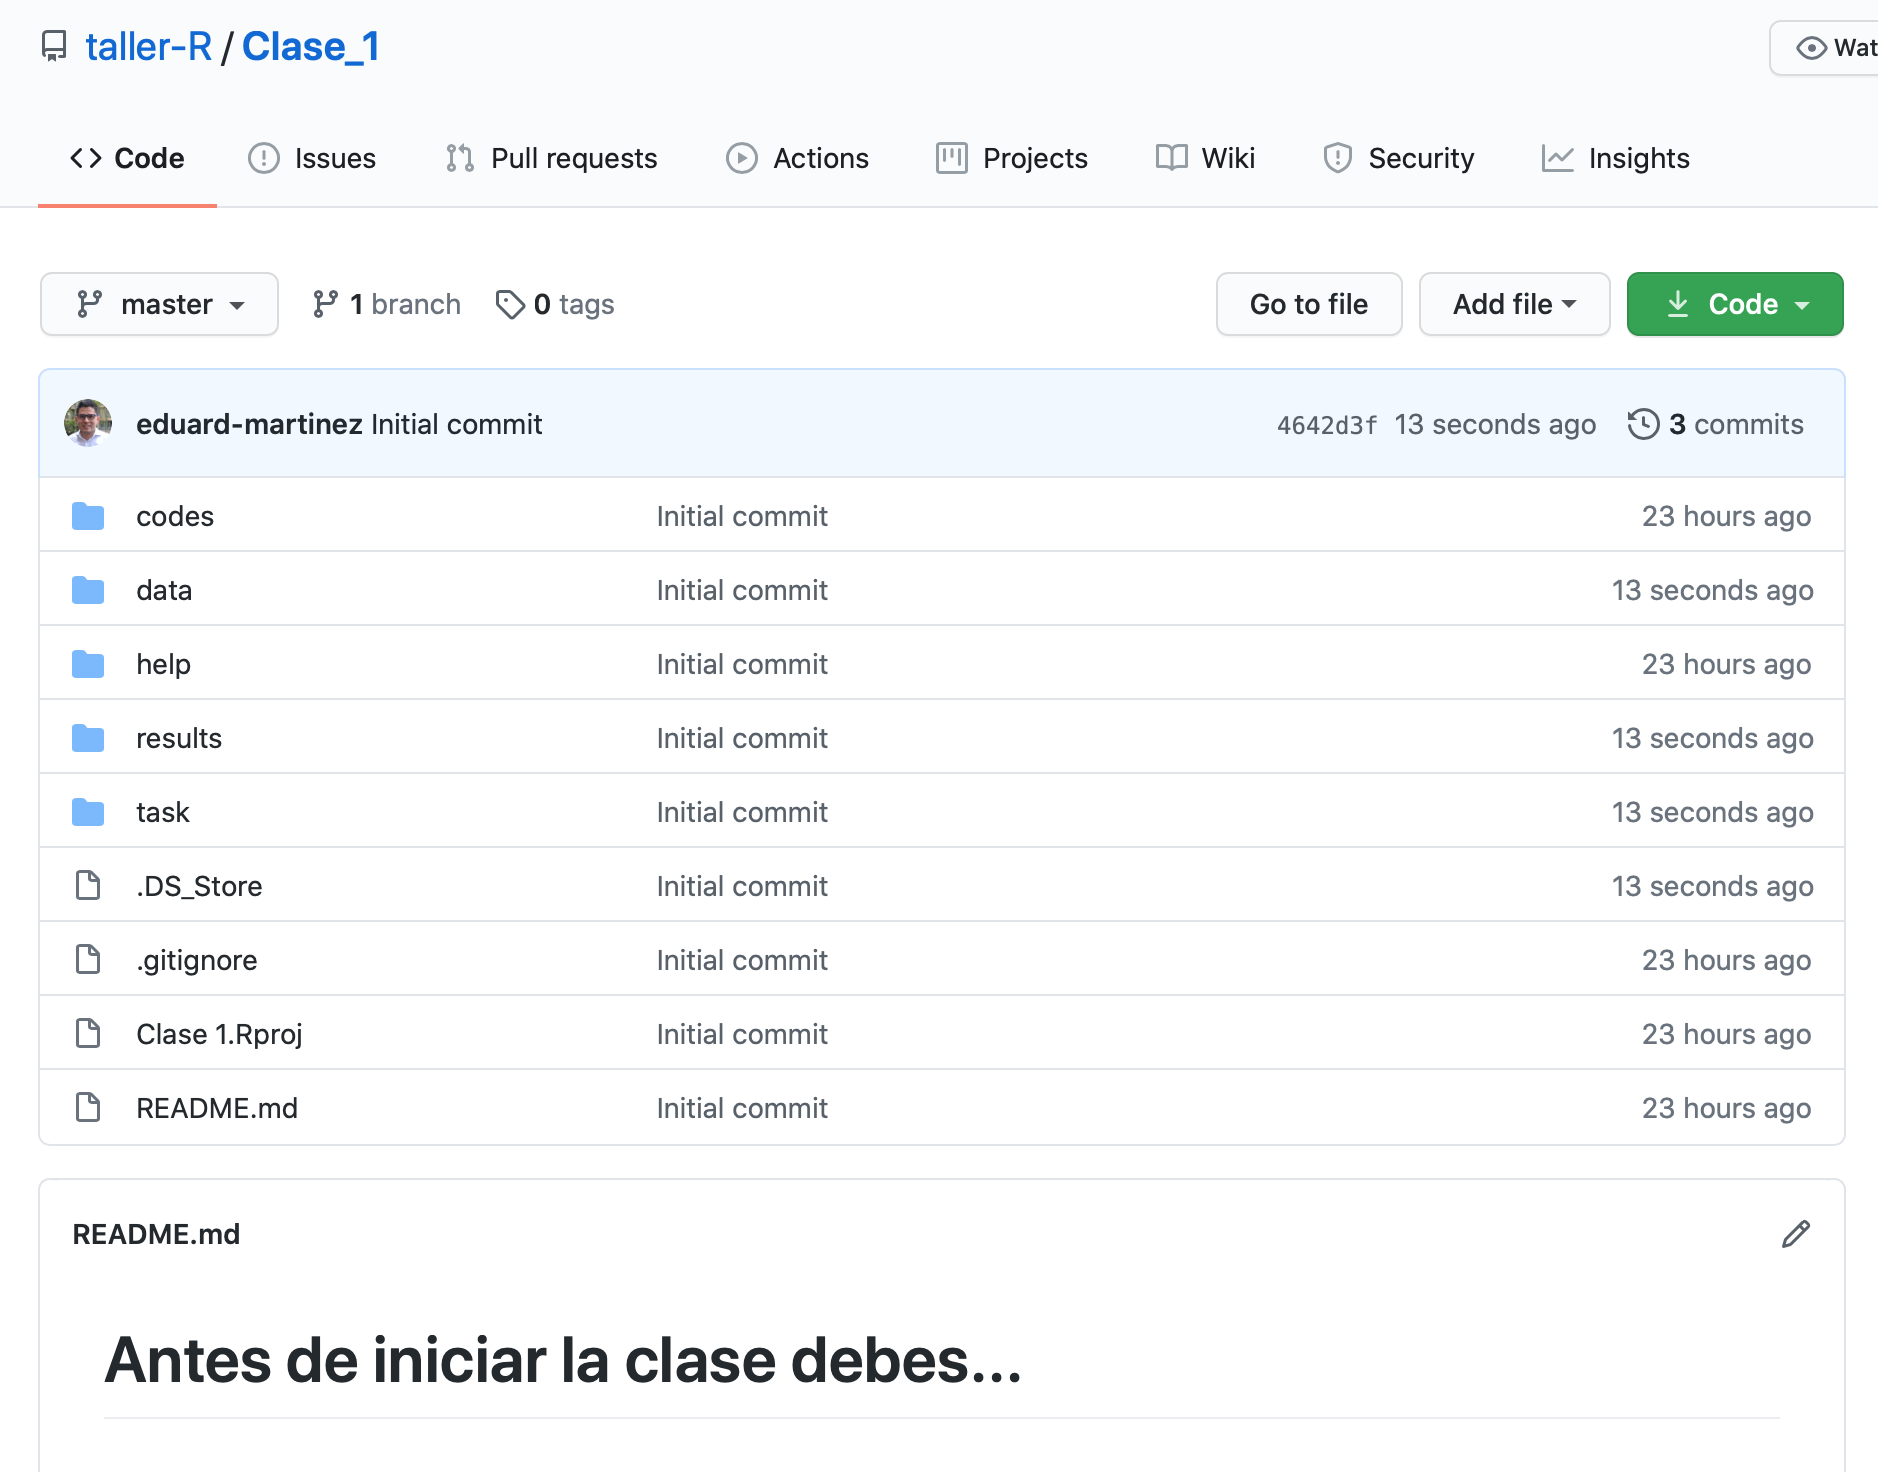 taller-R / Clase_1
Wat
Code Issues Pull requests Actions Projects Wiki Security Insights
master 1 branch 0 tags Go to file Add file Code
eduard-martinez Initial commit 4642d3f 13 seconds ago 3 commits
codes Initial commit 23 hours ago
data Initial commit 13 seconds ago
help Initial commit 23 hours ago
results Initial commit 13 seconds ago
task Initial commit 13 seconds ago
.DS_Store Initial commit 13 seconds ago
.gitignore Initial commit 23 hours ago
Clase 1.Rproj Initial commit 23 hours ago
README.md Initial commit 23 hours ago
README.md
Antes de iniciar la clase debes...